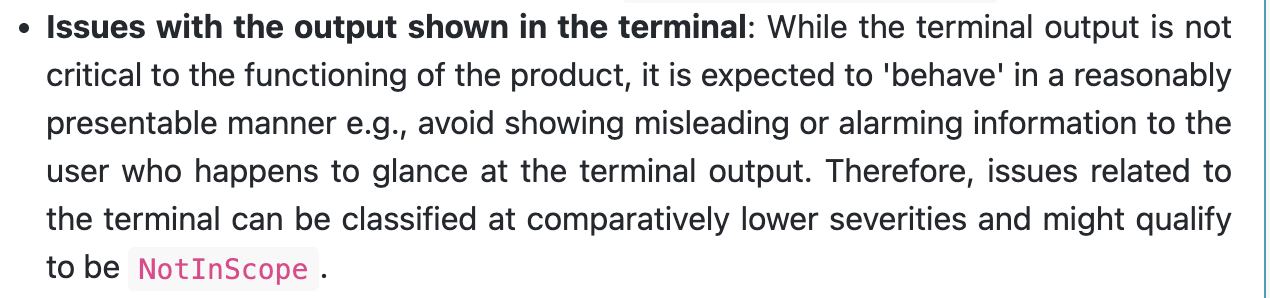 • Issues with the output shown in the terminal: While the terminal output is not
critical to the functioning of the product, it is expected to 'behave' in a reasonably
presentable manner e.g., avoid showing misleading or alarming information to the
user who happens to glance at the terminal output. Therefore, issues related to
the terminal can be classified at comparatively lower severities and might qualify
to be NotInScope.